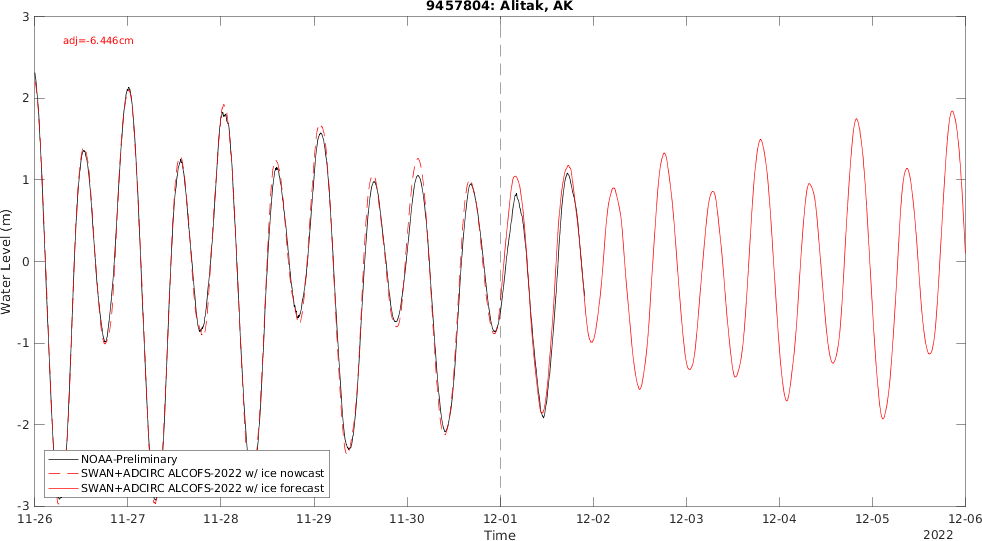 9457804: Alitak, AK
adj=-6.446cm
Water Level (m)
3
2
1
0
-1
-2
-3
NOAA-Preliminary
SWAN+ADCIRC ALCOFS-2022 w/ ice nowcast
SWAN+ADCIRC ALCOFS-2022 w/ ice forecast
11-26 11-27 11-28 11-29 11-30 12-01 12-02 12-03 12-04 12-05 12-06
Time
2022